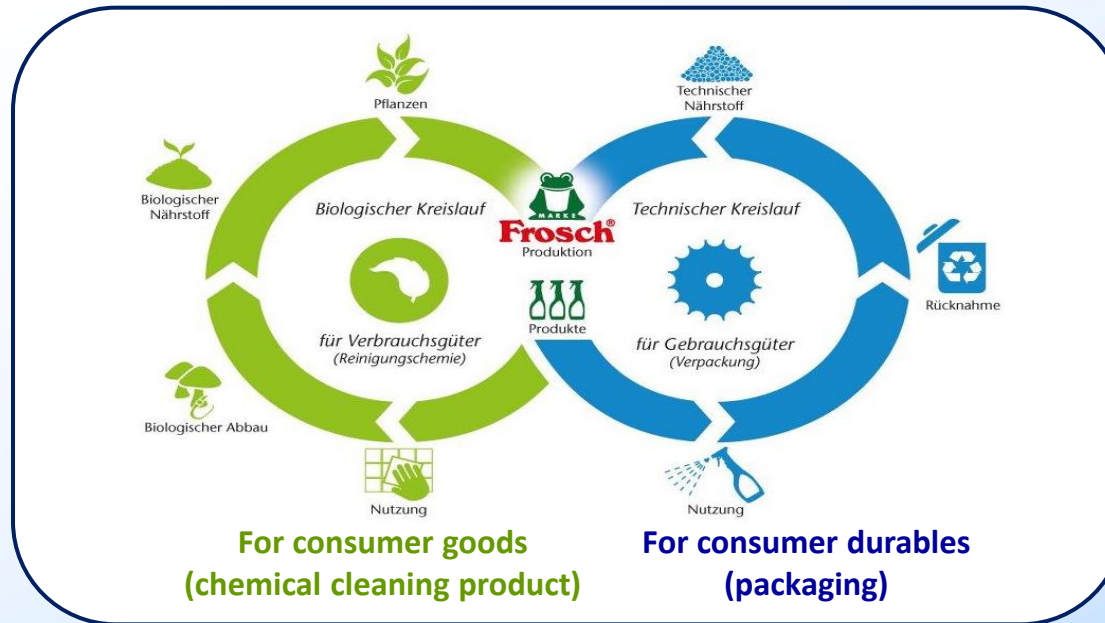 Pflanzen
Technischer
Nährstoff
Biologischer
Nährstoff
Biologischer Kreislauf
MARKE
Frosch®
Produktion
Technischer Kreislauf
Rücknahme
Produkte
für Verbrauchsgüter
(Reinigungschemie)
für Gebrauchsgüter
(Verpackung)
Biologischer Abbau
Nutzung
Nutzung
For consumer goods
(chemical cleaning product)
For consumer durables
(packaging)